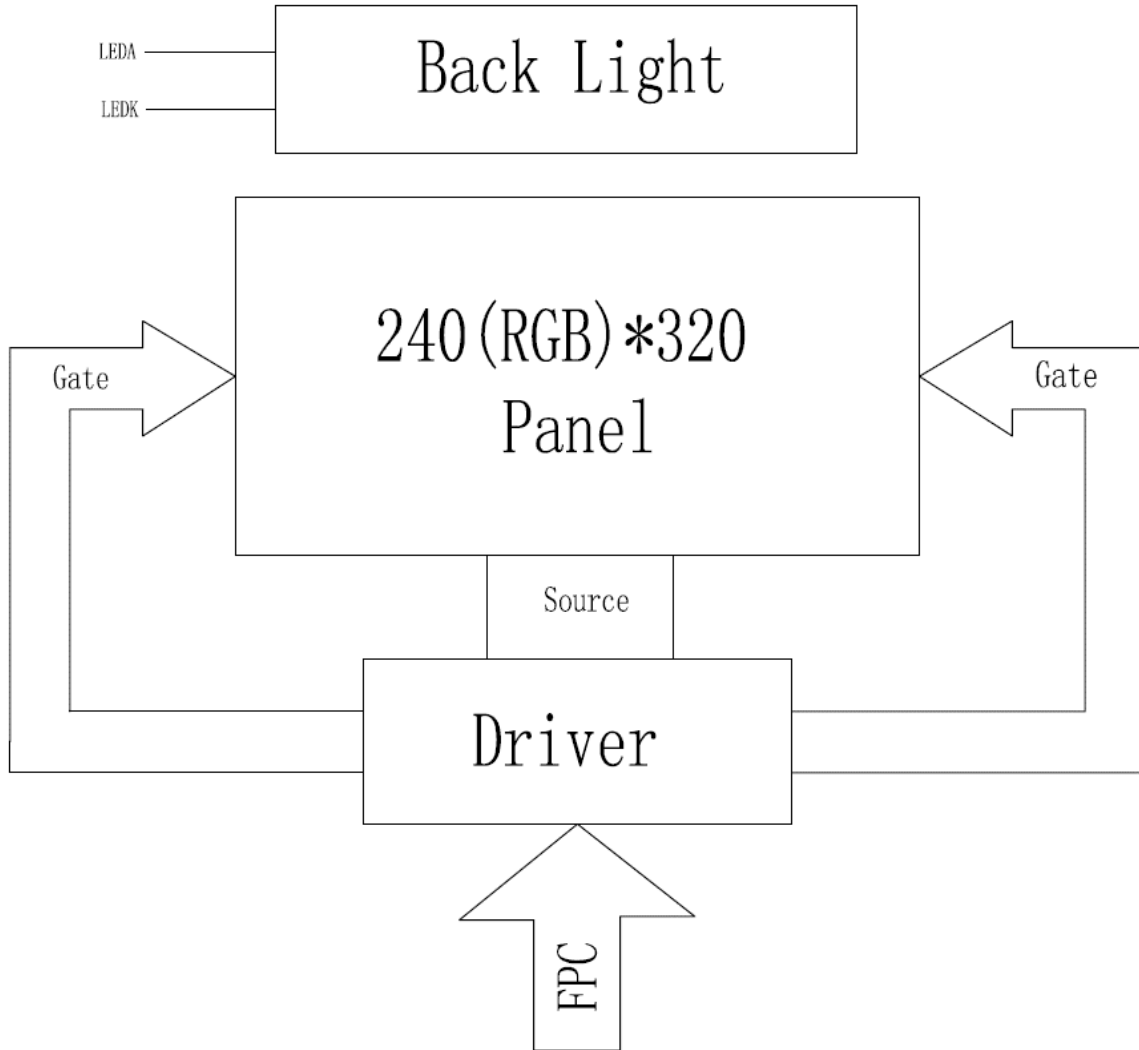 LEDA
Back Light
LEDK
240(RGB)*320
Gate
Gate
Panel
Source
Driver
FPC